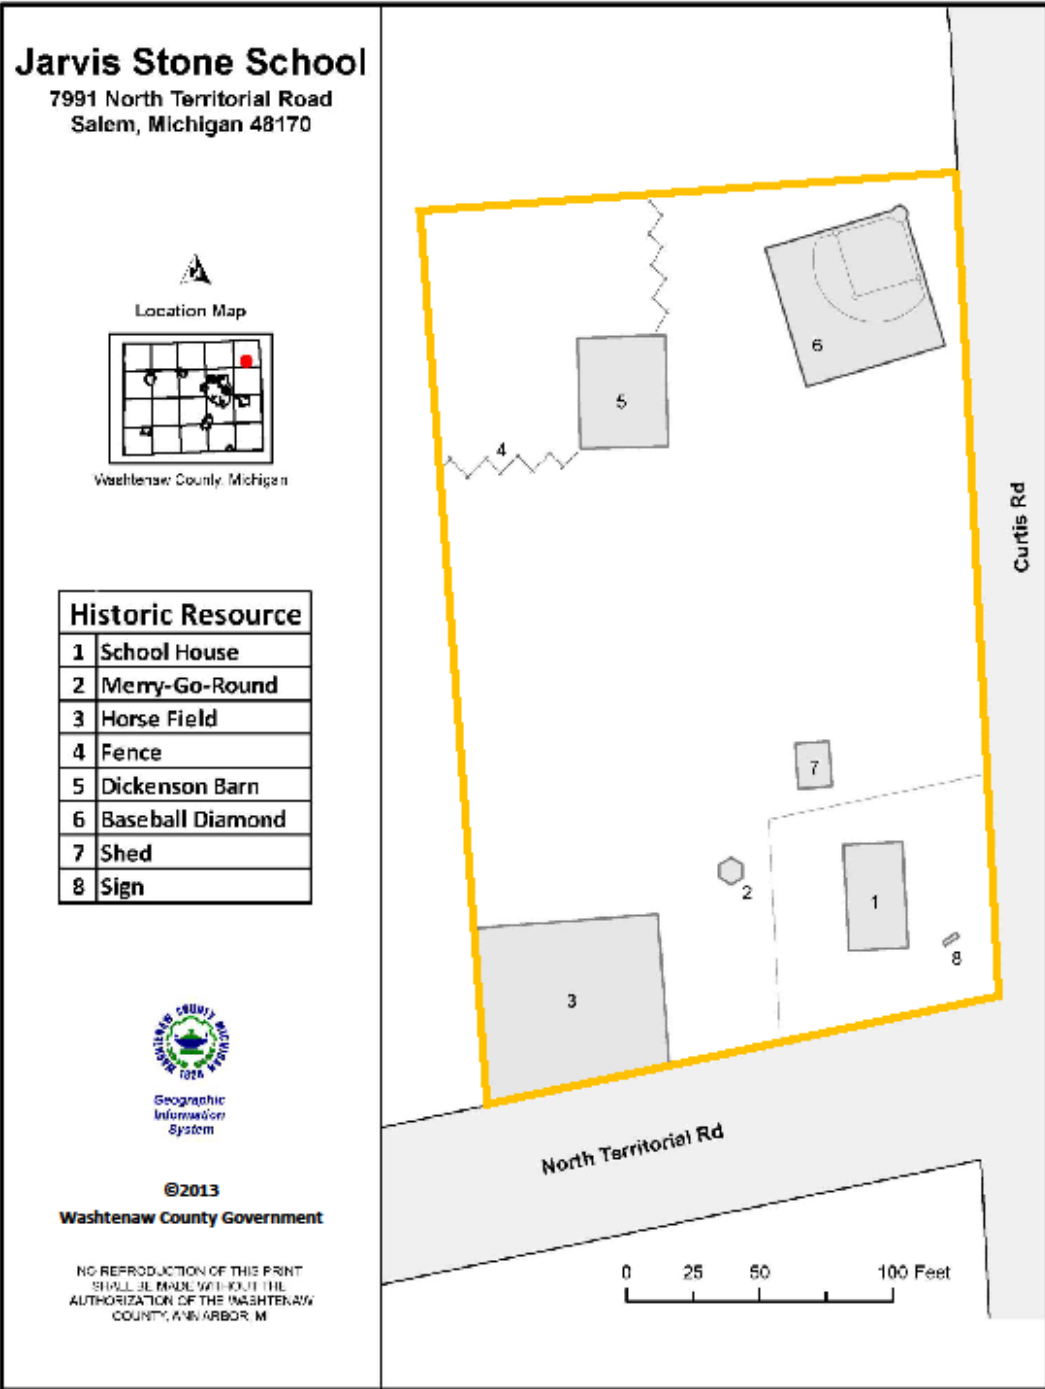 Jarvis Stone School
7991 North Territorial Road
Salem, Michigan 48170
Location Map
Washtenaw County, Michigan
Historic Resource
1 School House
2 Merry-Go-Round
3 Horse Field
4 Fence
5 Dickenson Barn
6 Baseball Diamond
7 Shed
8 Sign
WASHTENAW COUNTY MICHIGAN
Geographic
Information
System
©2013
Washtenaw County Government
NO REPRODUCTION OF THIS PRINT
SHALL BE MADE WITHOUT THE
AUTHORIZATION OF THE WASHTENAW
COUNTY, ANN ARBOR, MI
6
5
4
Curtis Rd
7
2
1
8
3
North Territorial Rd
0 25 50 100 Feet